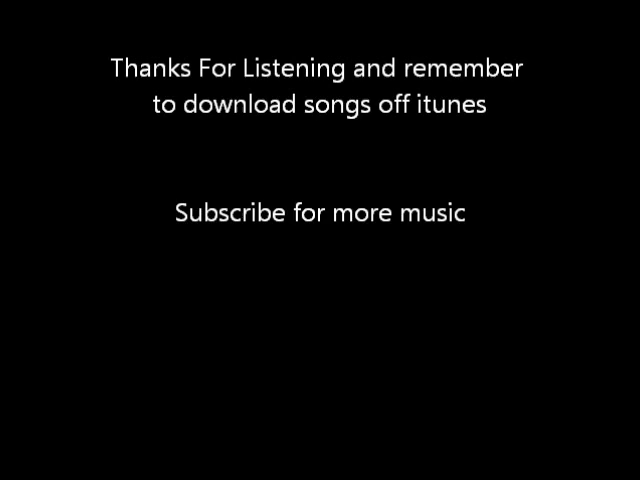 Thanks For Listening and remember
to download songs off itunes
Subscribe for more music